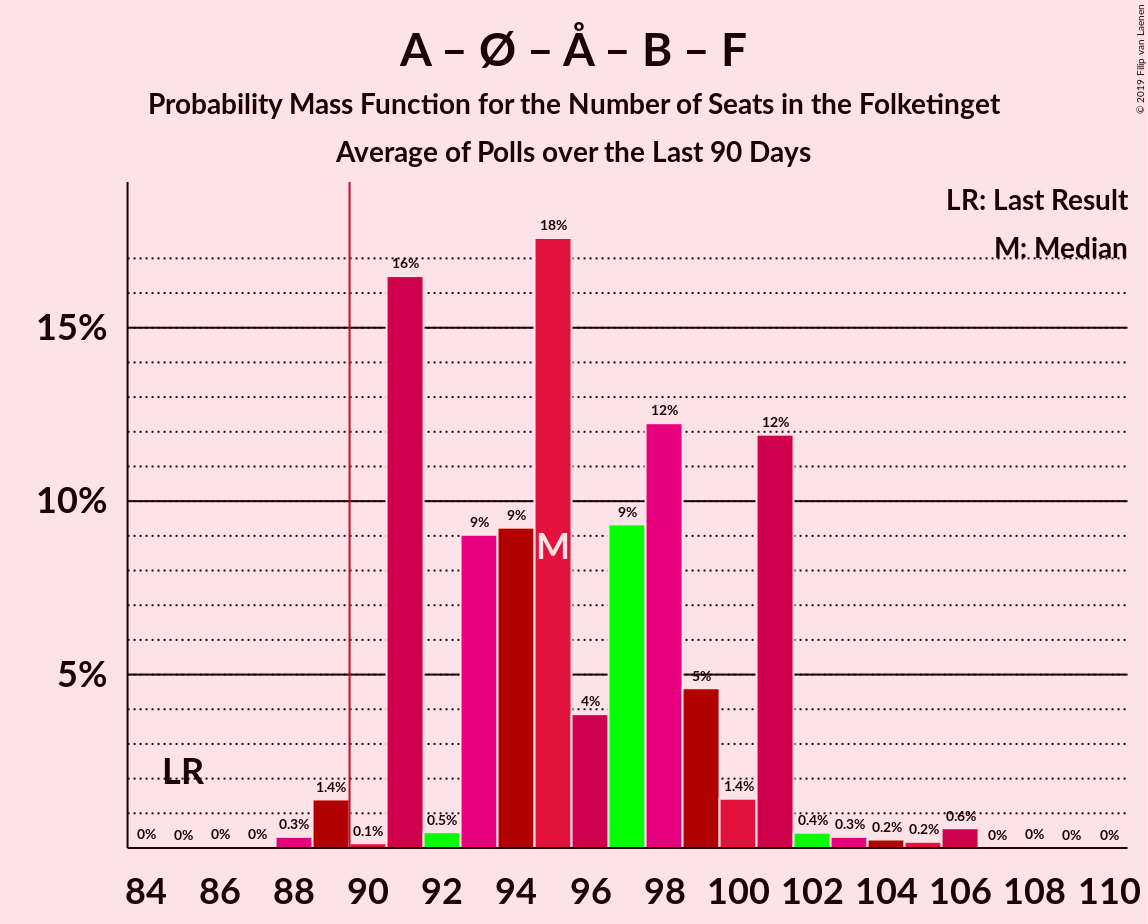 A – Ø – Å – B – F
Probability Mass Function for the Number of Seats in the Folketinget
Average of Polls over the Last 90 Days
© 2019 Filip van Laenen
LR: Last Result
M: Median
15%
10%
5%
LR
M
0% 0% 0% 0% 0.3% 1.4% 0.1% 16% 0.5% 9% 9% 18% 4% 9% 12% 5% 1.4% 12% 0.4% 0.3% 0.2% 0.2% 0.6% 0% 0% 0% 0%
84 86 88 90 92 94 96 98 100 102 104 106 108 110